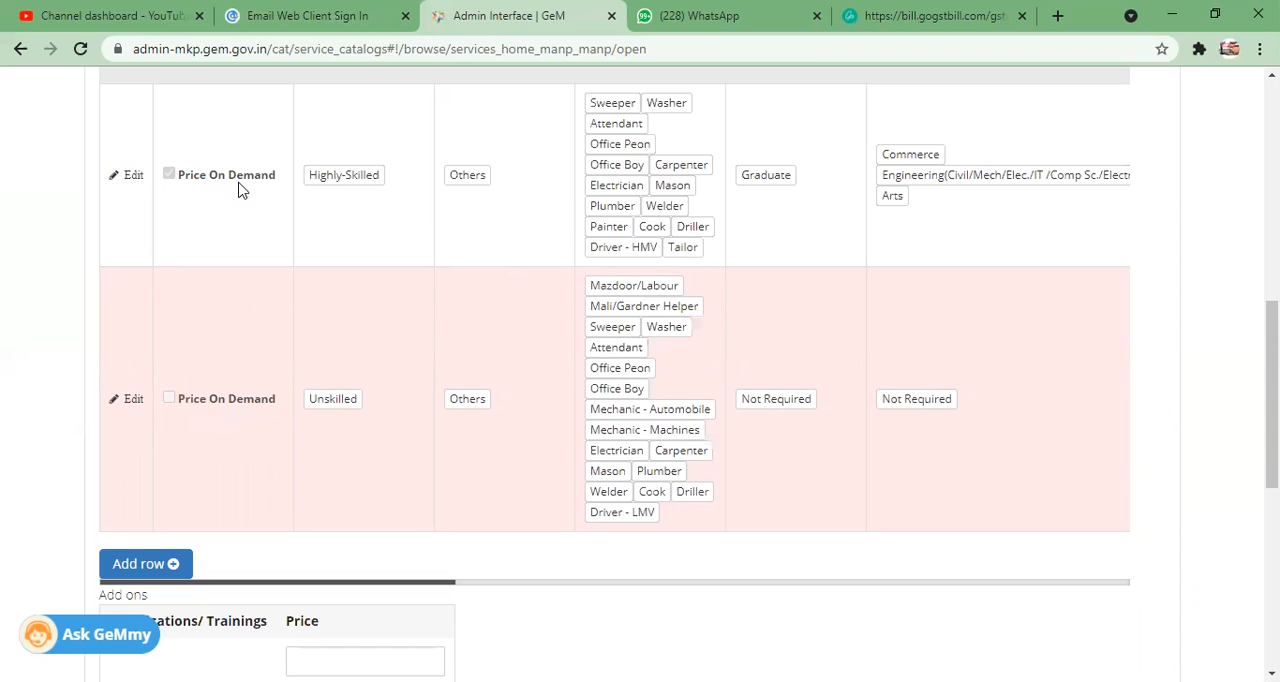 Channel dashboard - YouTub
Email Web Client Sign In
Admin Interface | GeM
99+
(228) WhatsApp
https://bill.gogstbill.com/gst
admin-mkp.gem.gov.in/cat/service_catalogs#!/browse/services_home_manp_manp/open
Sweeper Washer
Attendant
Office Peon
Office Boy Carpenter
Electrician Mason
Plumber Welder
Painter Cook Driller
Driver - HMV Tailor
Edit
Price On Demand
Highly-Skilled
Others
Graduate
Commerce
Engineering(Civil/Mech/Elec./IT /Comp Sc./Electr
Arts
Mazdoor/Labour
Mali/Gardner Helper
Sweeper Washer
Attendant
Office Peon
Office Boy
Mechanic - Automobile
Mechanic - Machines
Electrician Carpenter
Mason Plumber
Welder Cook Driller
Driver - LMV
Edit
Price On Demand
Unskilled
Others
Not Required
Not Required
Add row
Add ons
cations/ Trainings
Price
Ask GeMmy